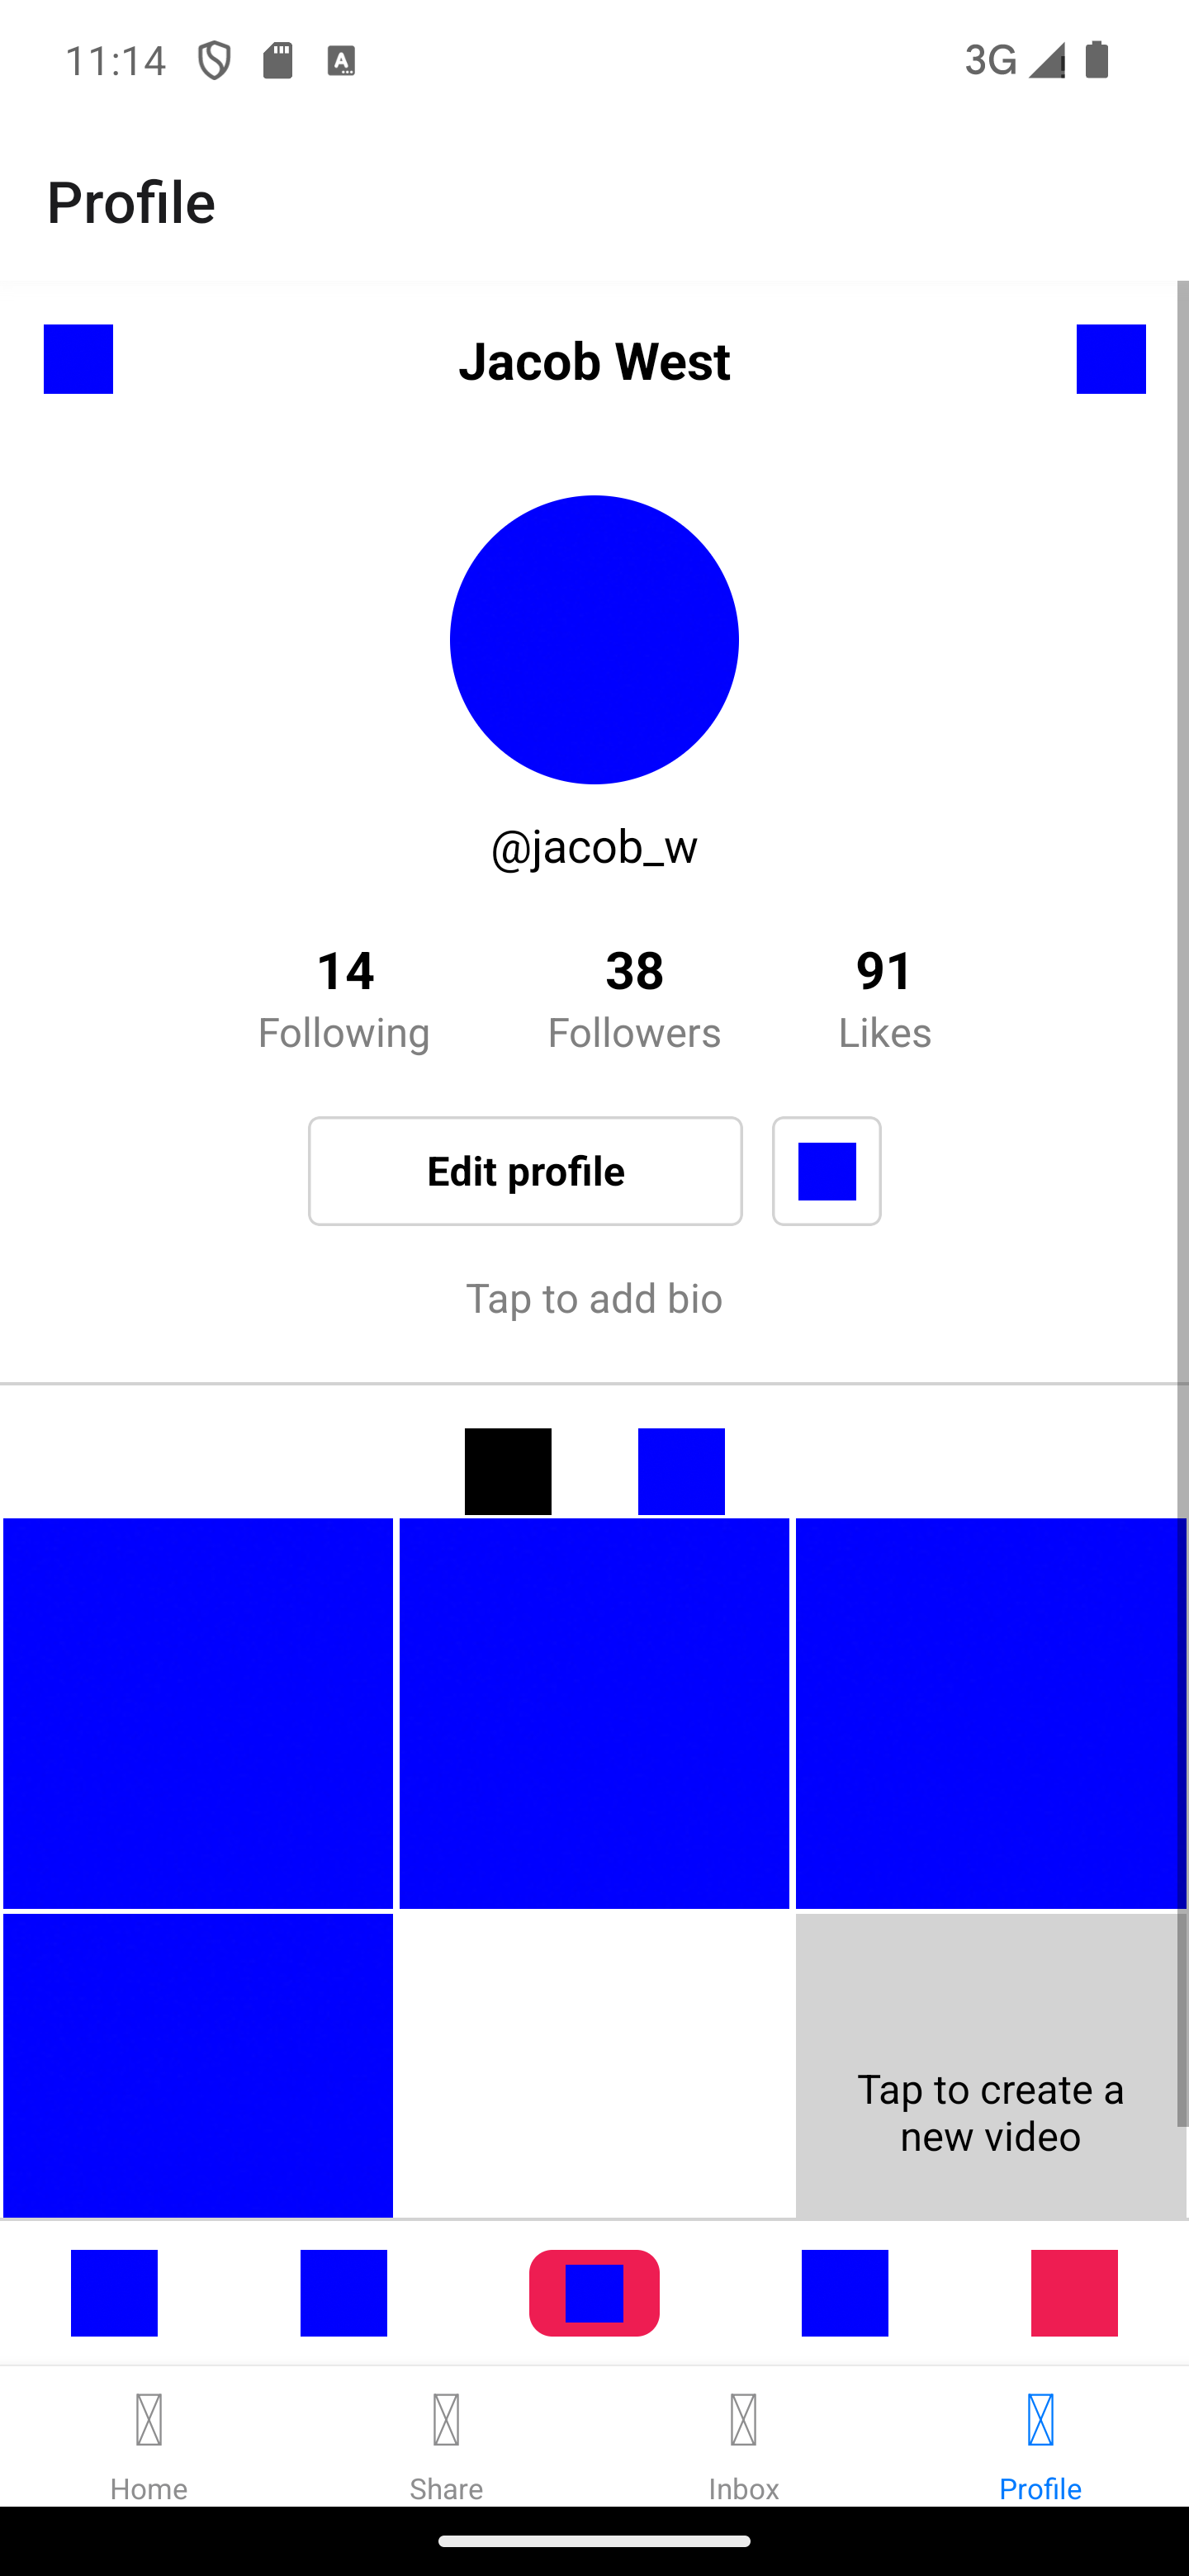 11:14
3G
Profile
Jacob West
@jacob_w
14 38 91
Following Followers Likes
Edit profile
Tap to add bio
Tap to create a
new video
Home Share Inbox Profile